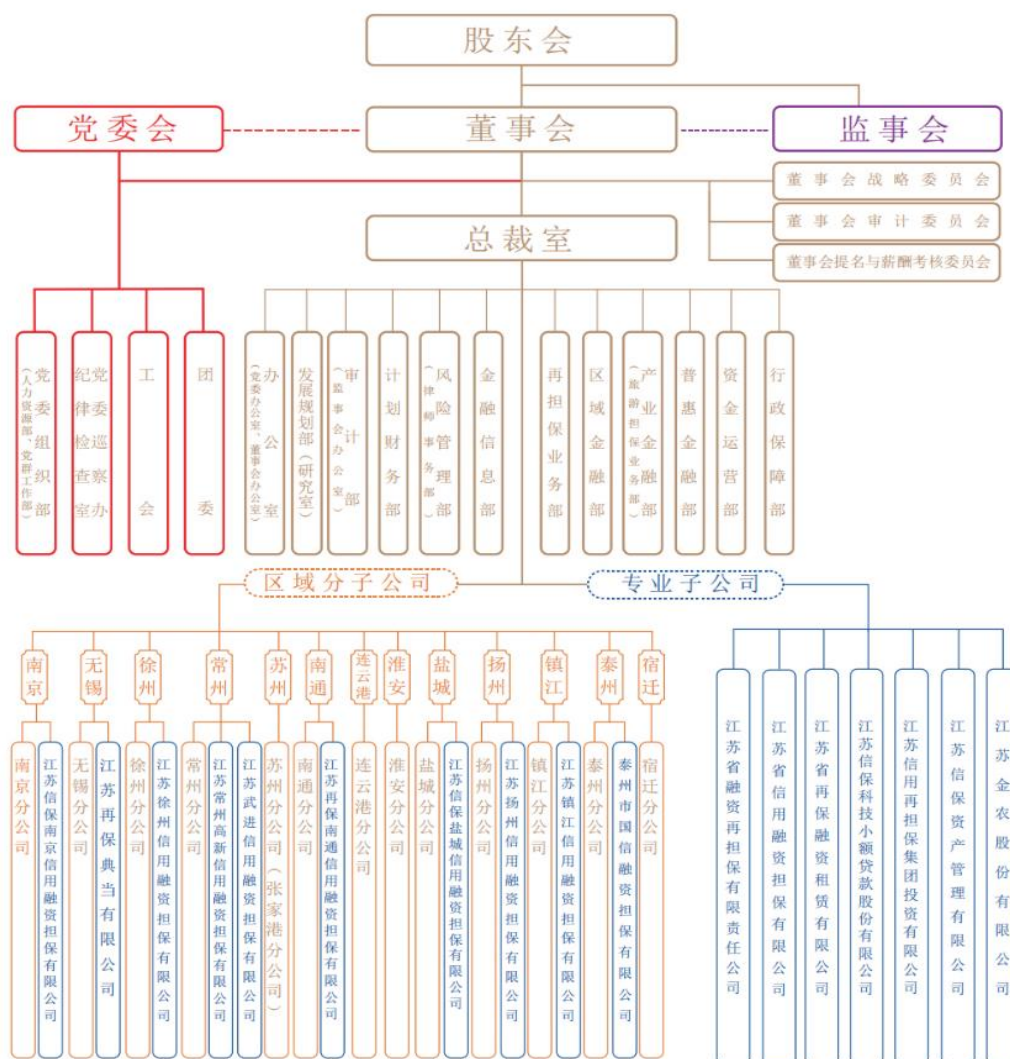 股东会
党委会
董事会
监事会
董事会战略委员会
董事会审计委员会
董事会提名与薪酬考核委员会
总裁室
党委组织部
（人力资源部、党群工作部）
党委巡察办
纪律检查室
工会
团委
办公室
（党委办公室、董事会办公室）
发展规划部（研究室）
审计部
（监事会办公室）
计划财务部
风险管理部
（律师事务部）
金融信息部
再担保业务部
区域金融部
产业金融部
（旅游担保业务部）
普惠金融部
资金运营部
行政保障部
区域分子公司
专业子公司
南京
无锡
徐州
常州
苏州
南通
连云港
淮安
盐城
扬州
镇江
泰州
宿迁
南京分公司
江苏信保南京信用融资担保有限公司
无锡分公司
江苏再保典当有限公司
徐州分公司
江苏徐州信用融资担保有限公司
常州分公司
江苏常州高新信用融资担保有限公司
江苏武进信用融资担保有限公司
苏州分公司（张家港分公司）
南通分公司
江苏再保南通信用融资担保有限公司
连云港分公司
淮安分公司
盐城分公司
江苏信保盐城信用融资担保有限公司
扬州分公司
江苏扬州信用融资担保有限公司
镇江分公司
江苏镇江信用融资担保有限公司
泰州分公司
泰州市国信融资担保有限公司
宿迁分公司
江苏省融资再担保有限责任公司
江苏省信用融资担保有限公司
江苏省再保融资租赁有限公司
江苏信保科技小额贷款股份有限公司
江苏信用再担保集团投资有限公司
江苏信保资产管理有限公司
江苏金农股份有限公司